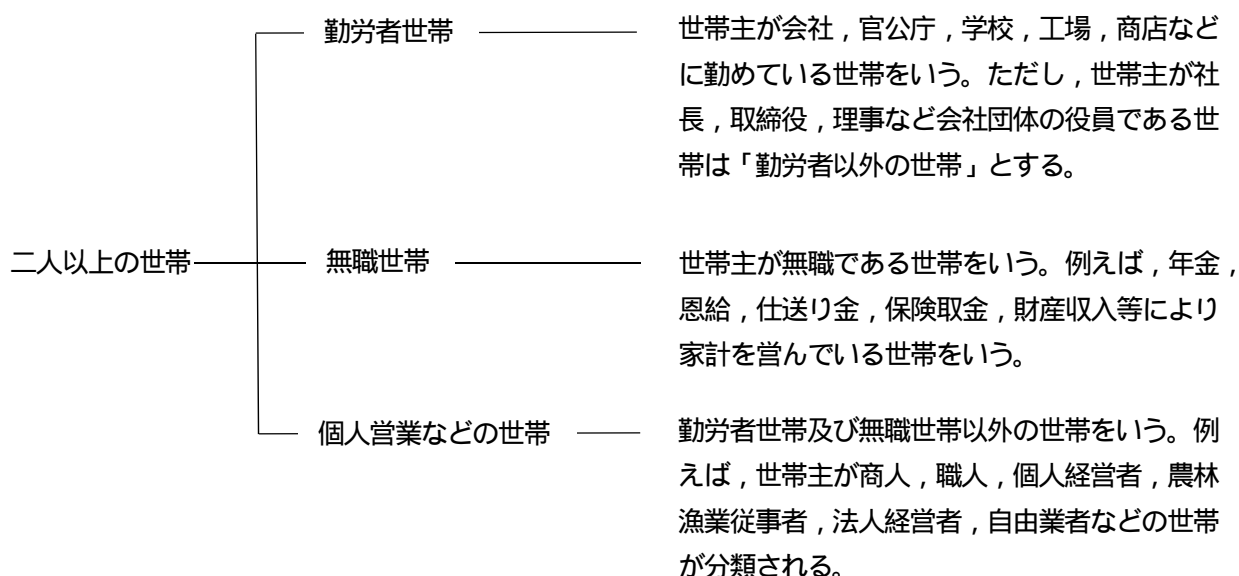 勤労者世帯
世帯主が会社，官公庁，学校，工場，商店など
に勤めている世帯をいう。ただし，世帯主が社
長，取締役，理事など会社団体の役員である世
帯は「勤労者以外の世帯」とする。
二人以上の世帯
無職世帯
世帯主が無職である世帯をいう。例えば，年金，
恩給，仕送り金，保険取金，財産収入等により
家計を営んでいる世帯をいう。
個人営業などの世帯
勤労者世帯及び無職世帯以外の世帯をいう。例
えば，世帯主が商人，職人，個人経営者，農林
漁業従事者，法人経営者，自由業者などの世帯
が分類される。